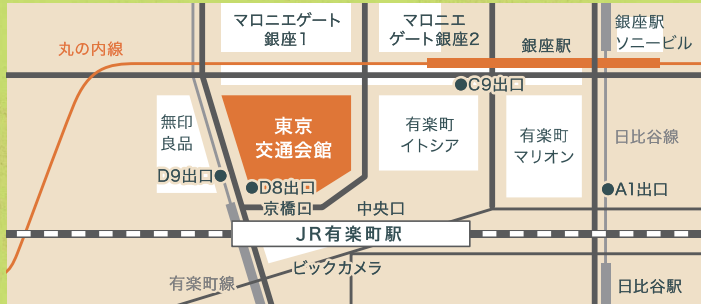 マロニエゲート
銀座1
マロニエ
ゲート銀座2
銀座駅
銀座駅
ソニービル
丸の内線
C9出口
無印
良品
東京
交通会館
有楽町
イトシア
有楽町
マリオン
日比谷線
D9出口
D8出口
A1出口
京橋口
中央口
JR有楽町駅
ビックカメラ
有楽町線
日比谷駅